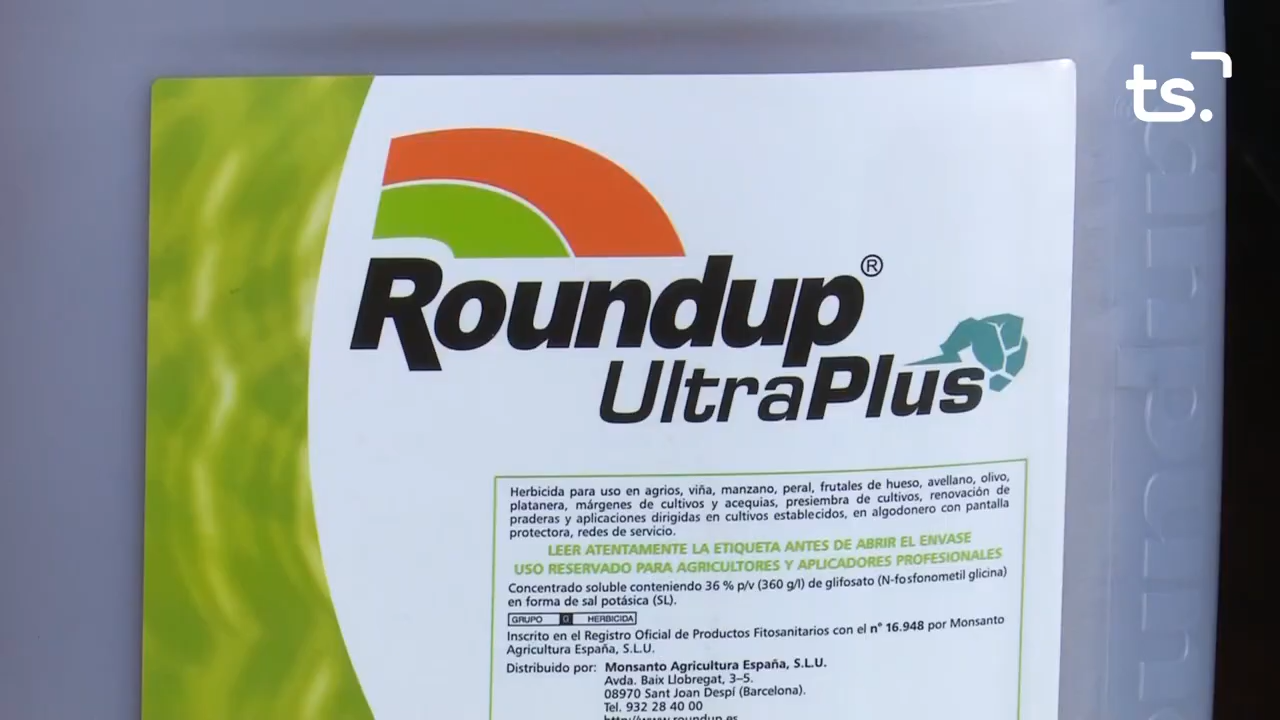 ts.
Roundup®
UltraPlus
Herbicida para uso en agrios, viña, manzano, peral, frutales de hueso, avellano, olivo,
platanera, márgenes de cultivos y acequias, presiembra de cultivos, renovación de
praderas y aplicaciones dirigidas en cultivos establecidos, en algodonero con pantalla
protectora, redes de servicio.
LEER ATENTAMENTE LA ETIQUETA ANTES DE ABRIR EL ENVASE
USO RESERVADO PARA AGRICULTORES Y APLICADORES PROFESIONALES
Concentrado soluble conteniendo 36 % p/v (360 g/l) de glifosato (N-fosfonometil glicina)
en forma de sal potásica (SL).
GRUPO G HERBICIDA
Inscrito en el Registro Oficial de Productos Fitosanitarios con el nº 16.948 por Monsanto
Agricultura España, S.L.U.
Distribuido por: Monsanto Agricultura España, S.L.U.
Avda. Baix Llobregat, 3-5.
08970 Sant Joan Despí (Barcelona).
Tel. 932 28 40 00
http://www.roundup.es